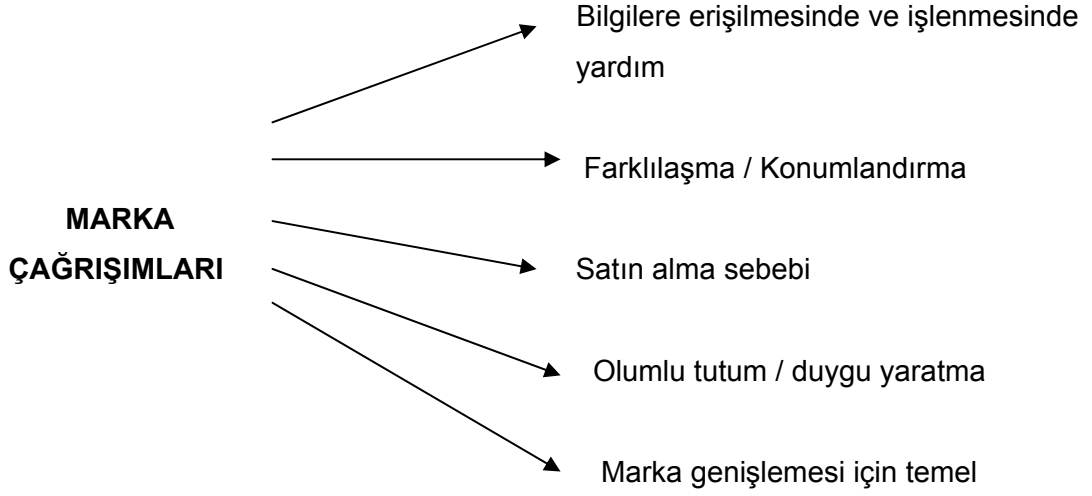 Bilgilere erişilmesinde ve işlenmesinde
yardım
Farklılaşma / Konumlandırma
MARKA
ÇAĞRIŞIMLARI
Satın alma sebebi
Olumlu tutum / duygu yaratma
Marka genişlemesi için temel